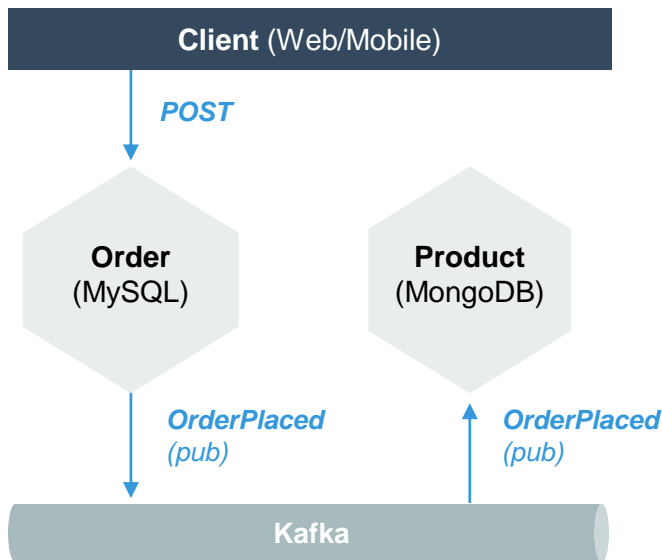 Client (Web/Mobile)
POST
Order
(MySQL)
Product
(MongoDB)
OrderPlaced
(pub)
OrderPlaced
(pub)
Kafka